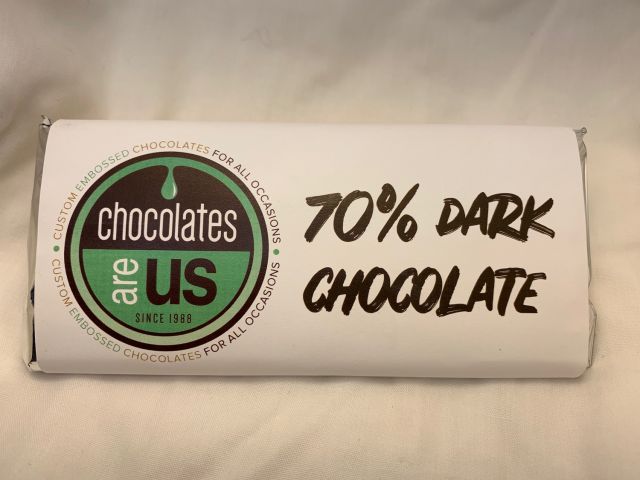 CUSTOM EMBOSSED CHOCOLATES FOR ALL OCCASIONS
chocolates
are us
SINCE 1988
CUSTOM EMBOSSED CHOCOLATES FOR ALL OCCASIONS
70% DARK
CHOCOLATE